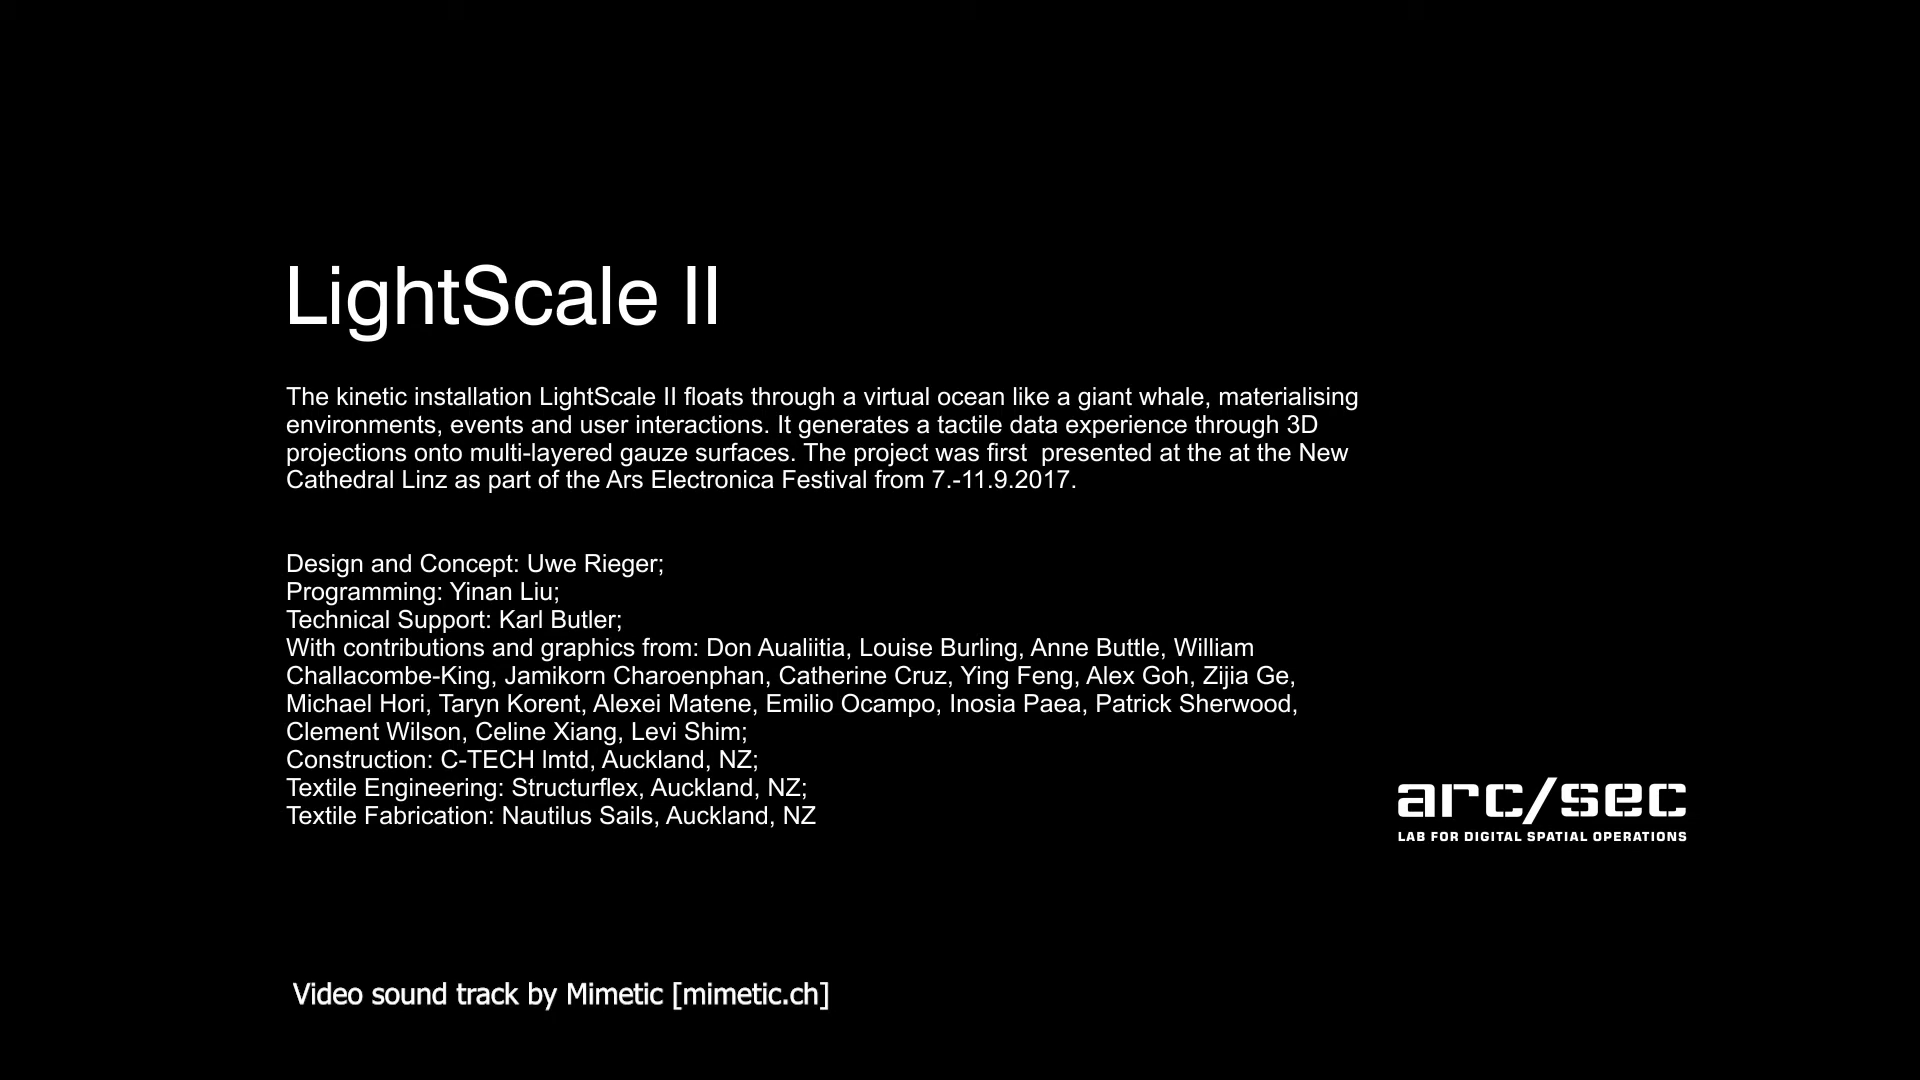 LightScale II
The kinetic installation LightScale II floats through a virtual ocean like a giant whale, materialising
environments, events and user interactions. It generates a tactile data experience through 3D
projections onto multi-layered gauze surfaces. The project was first  presented at the at the New
Cathedral Linz as part of the Ars Electronica Festival from 7.-11.9.2017.
Design and Concept: Uwe Rieger;
Programming: Yinan Liu;
Technical Support: Karl Butler;
With contributions and graphics from: Don Aualiitia, Louise Burling, Anne Buttle, William
Challacombe-King, Jamikorn Charoenphan, Catherine Cruz, Ying Feng, Alex Goh, Zijia Ge,
Michael Hori, Taryn Korent, Alexei Matene, Emilio Ocampo, Inosia Paea, Patrick Sherwood,
Clement Wilson, Celine Xiang, Levi Shim;
Construction: C-TECH lmtd, Auckland, NZ;
Textile Engineering: Structurflex, Auckland, NZ;
Textile Fabrication: Nautilus Sails, Auckland, NZ
arc/sec
LAB FOR DIGITAL SPATIAL OPERATIONS
Video sound track by Mimetic [mimetic.ch]